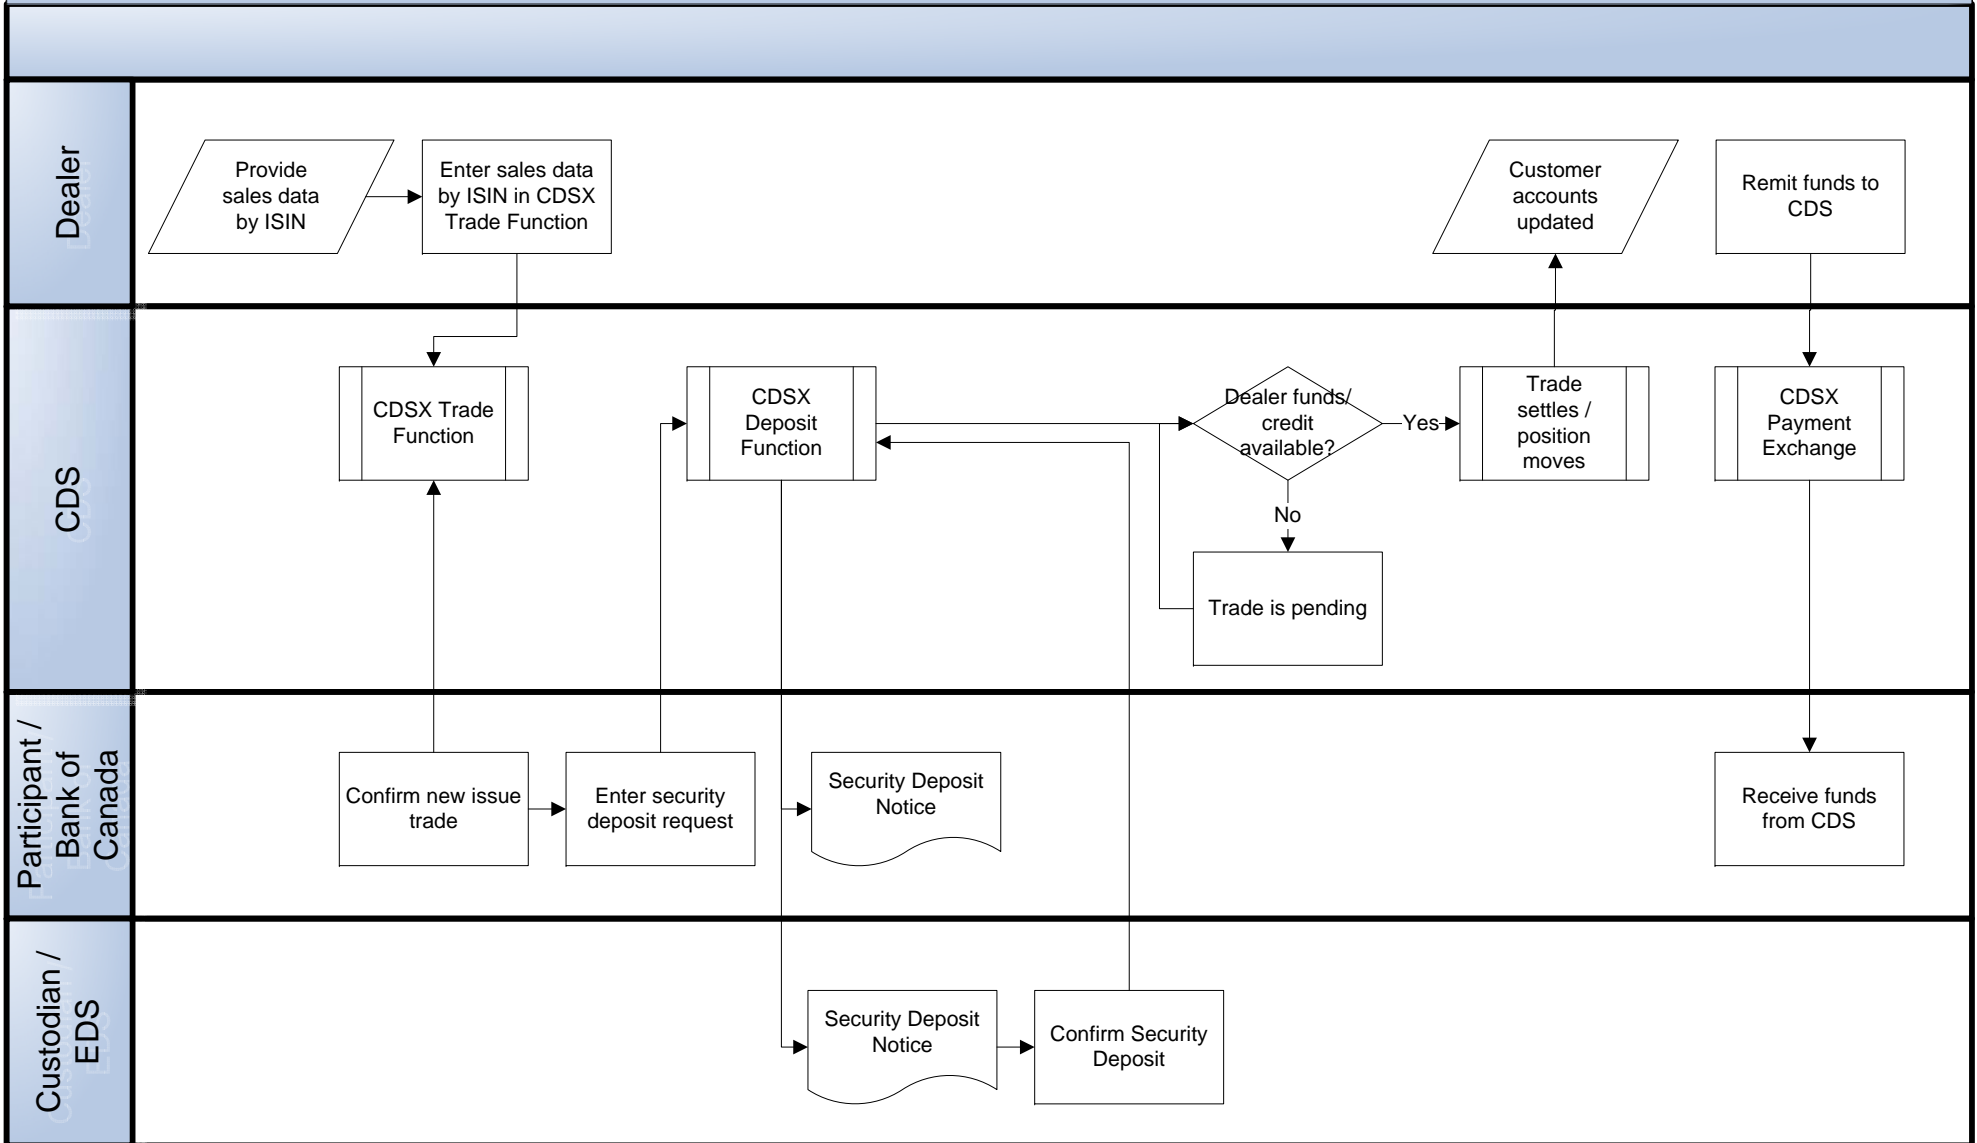 Dealer
Provide
sales data
by ISIN
Enter sales data
by ISIN in CDSX
Trade Function
Customer
accounts
updated
Remit funds to
CDS
CDS
CDSX Trade
Function
CDSX
Deposit
Function
Dealer funds/
credit
available?
Yes
Trade
settles /
position
moves
CDSX
Payment
Exchange
No
Trade is pending
Participant /
Bank of
Canada
Confirm new issue
trade
Enter security
deposit request
Security Deposit
Notice
Receive funds
from CDS
Custodian /
EDS
Security Deposit
Notice
Confirm Security
Deposit